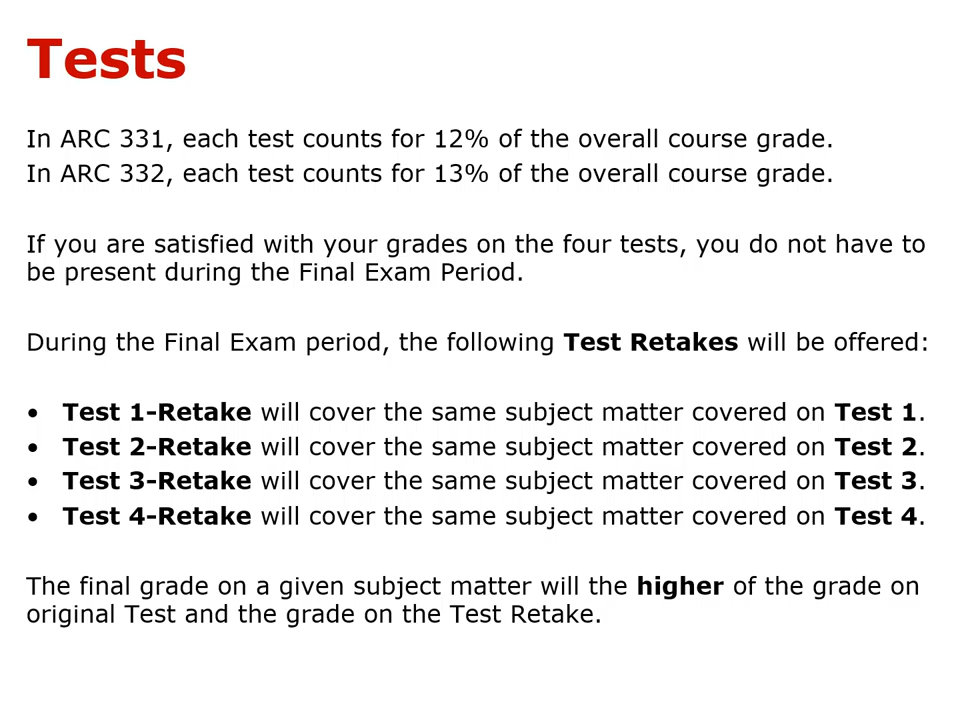 Tests
In ARC 331, each test counts for 12% of the overall course grade.
In ARC 332, each test counts for 13% of the overall course grade.
If you are satisfied with your grades on the four tests, you do not have to
be present during the Final Exam Period.
During the Final Exam period, the following Test Retakes will be offered:
• Test 1-Retake will cover the same subject matter covered on Test 1.
• Test 2-Retake will cover the same subject matter covered on Test 2.
• Test 3-Retake will cover the same subject matter covered on Test 3.
• Test 4-Retake will cover the same subject matter covered on Test 4.
The final grade on a given subject matter will the higher of the grade on
original Test and the grade on the Test Retake.